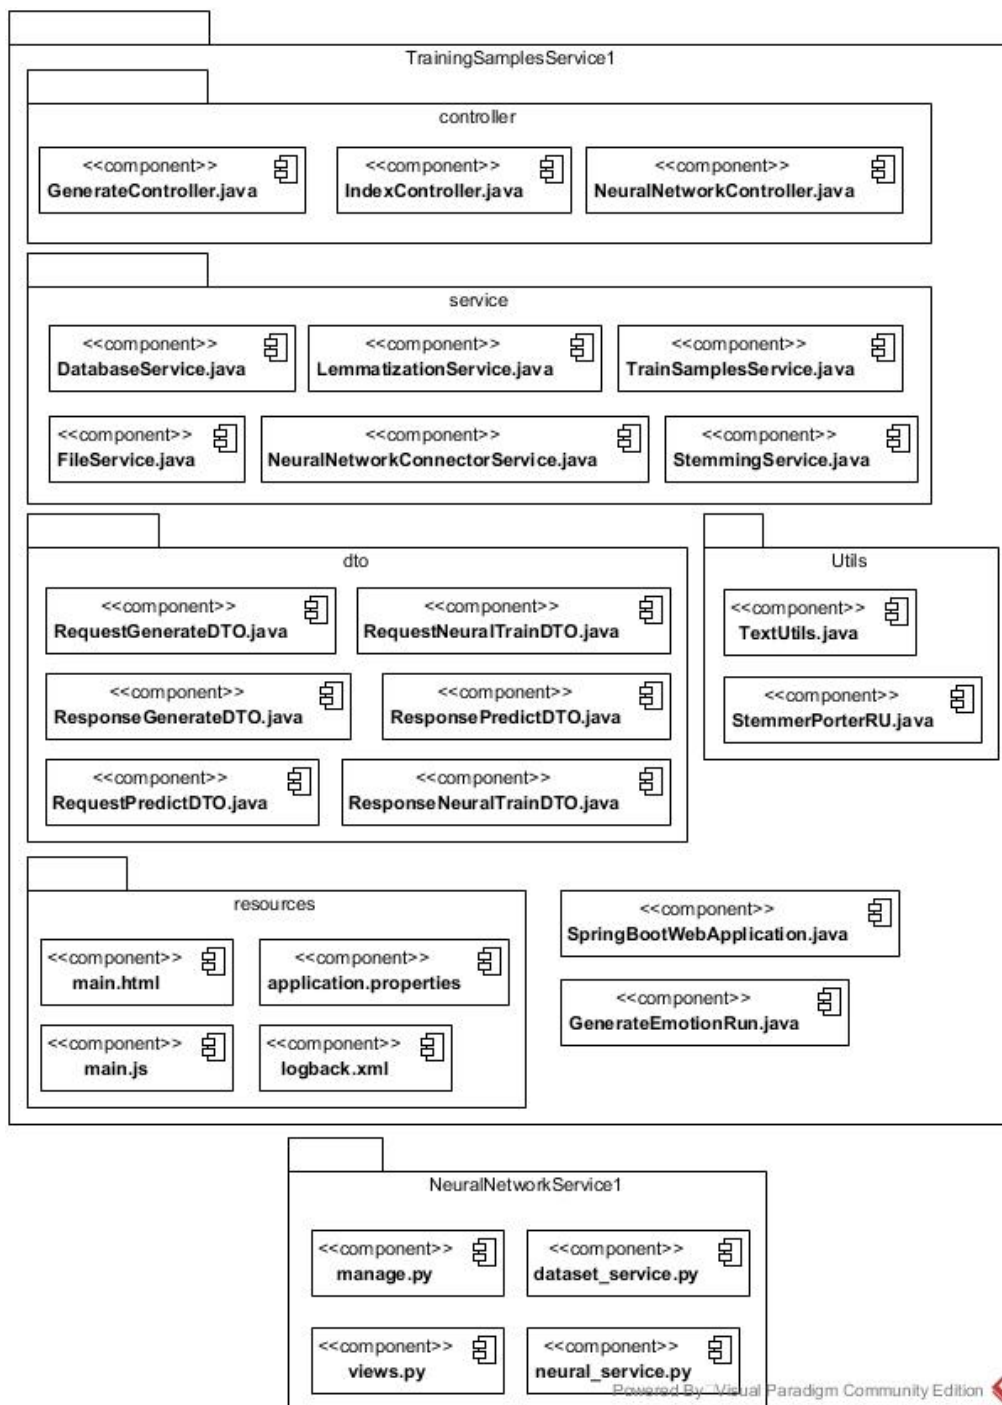 TrainingSamplesService1
controller
<<component>> <<component>> <<component>>
GenerateController.java IndexController.java NeuralNetworkController.java
service
<<component>> <<component>> <<component>>
DatabaseService.java LemmatizationService.java TrainSamplesService.java
<<component>> <<component>> <<component>>
FileService.java NeuralNetworkConnectorService.java StemmingService.java
dto
<<component>> <<component>>
RequestGenerateDTO.java RequestNeuralTrainDTO.java
<<component>> <<component>>
ResponseGenerateDTO.java ResponsePredictDTO.java
<<component>> <<component>>
RequestPredictDTO.java ResponseNeuralTrainDTO.java
Utils
<<component>>
TextUtils.java
<<component>>
StemmerPorterRU.java
resources
<<component>> <<component>>
main.html application.properties
<<component>> <<component>>
main.js logback.xml
<<component>>
SpringBootWebApplication.java
<<component>>
GenerateEmotionRun.java
NeuralNetworkService1
<<component>> <<component>>
manage.py dataset_service.py
<<component>> <<component>>
views.py neural_service.py
Powered By Visual Paradigm Community Edition